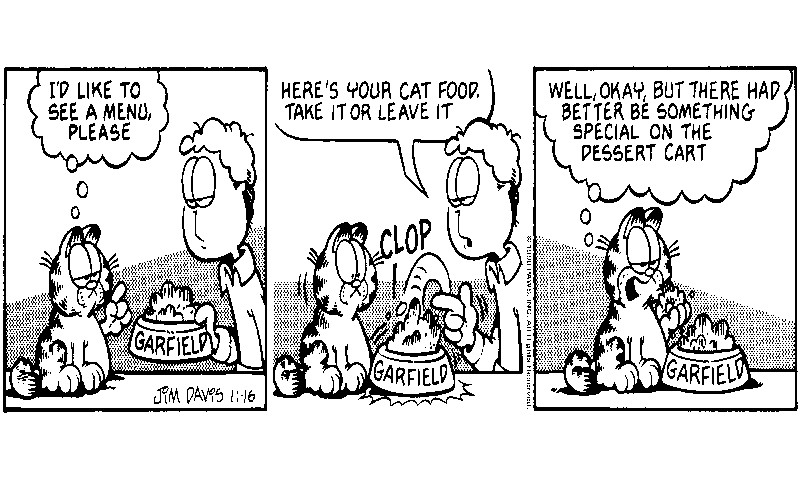 I'D LIKE TO
SEE A MENU,
PLEASE
GARFIELD
JIM DAVIS 11-16
HERE'S YOUR CAT FOOD.
TAKE IT OR LEAVE IT
CLOP
!
GARFIELD
WELL, OKAY, BUT THERE HAD
BETTER BE SOMETHING
SPECIAL ON THE
DESSERT CART
GARFIELD